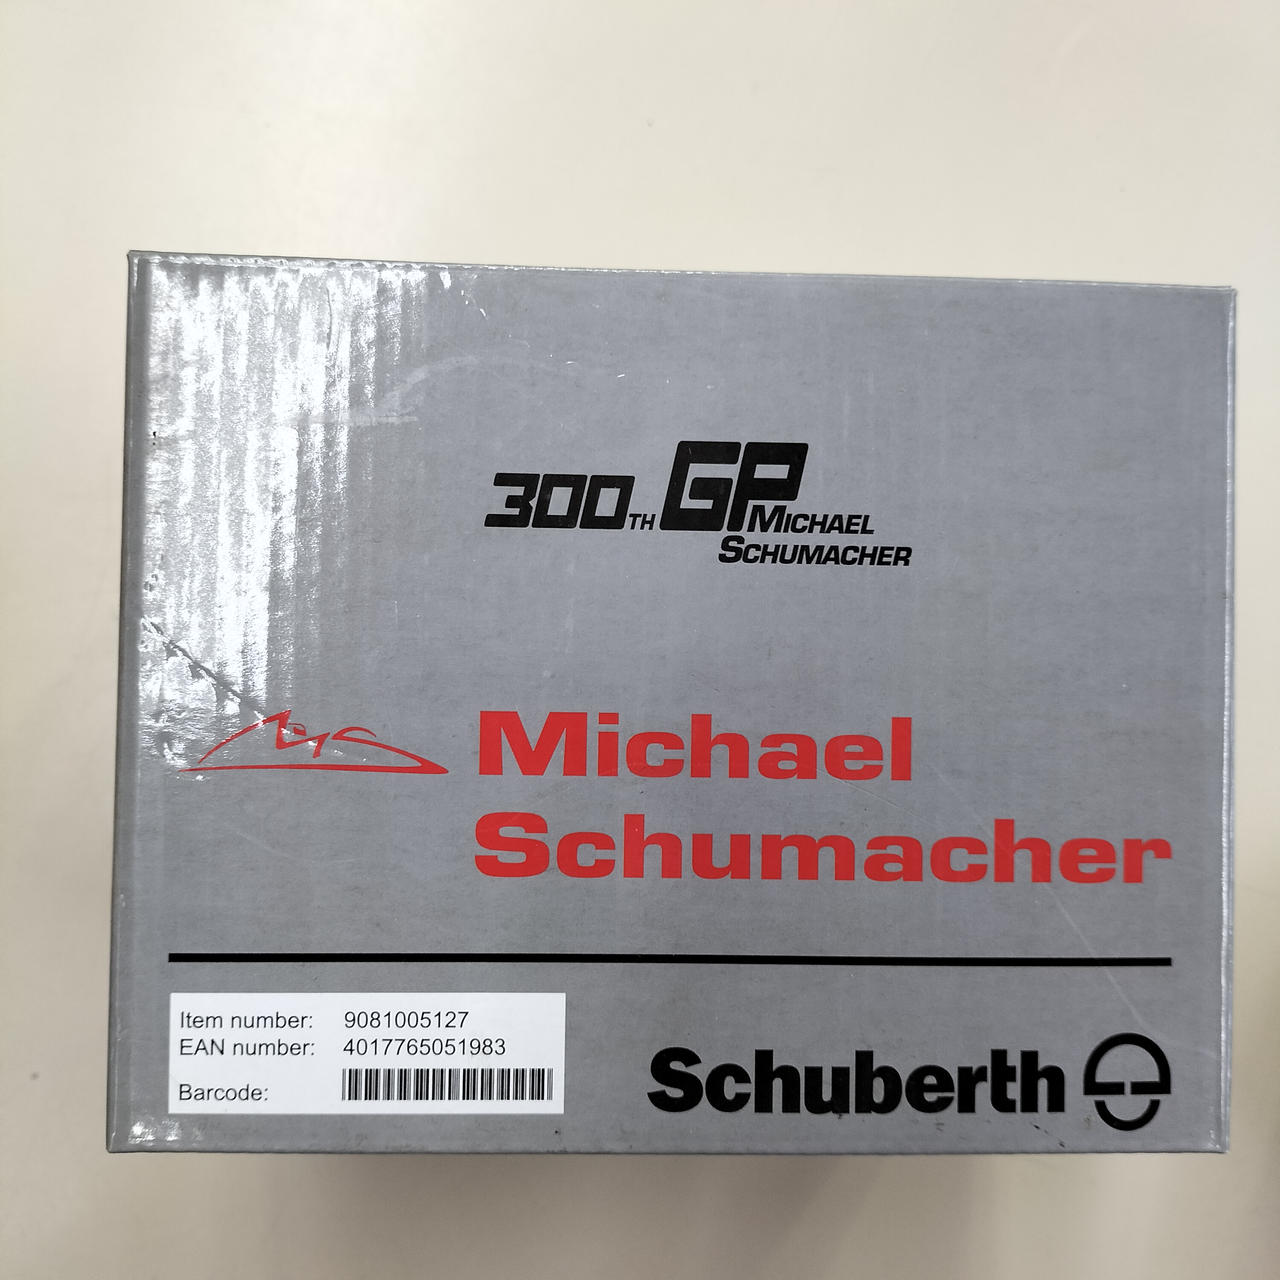 300TH GP MICHAEL
SCHUMACHER
Michael
Schumacher
Item number: 9081005127
EAN number: 4017765051983
Barcode:
Schuberth